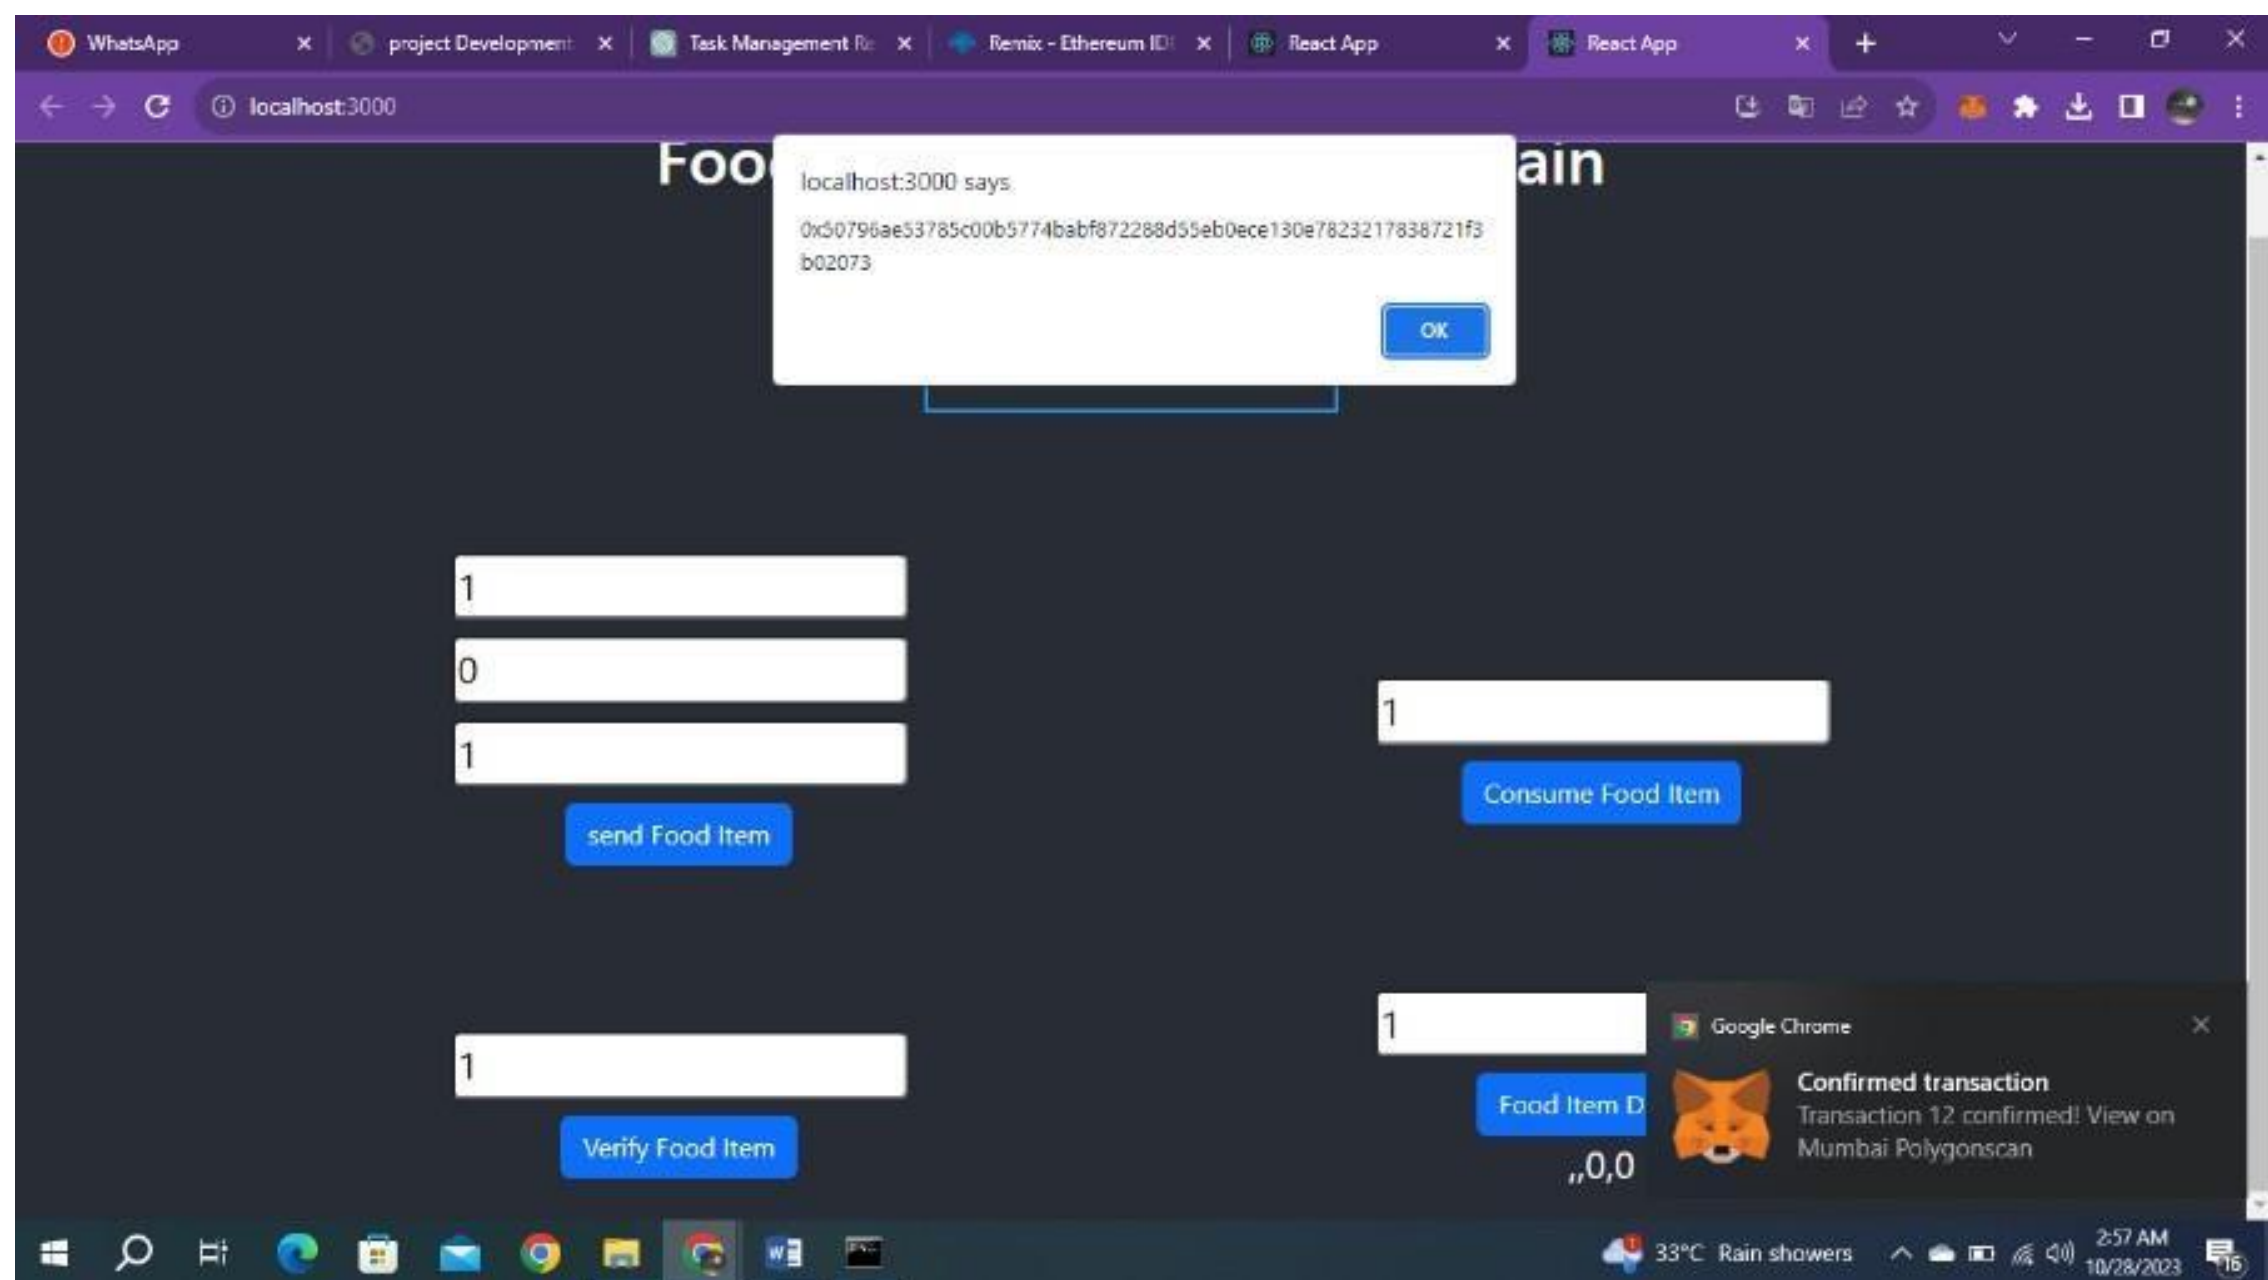 WhatsApp
project Development
Task Management Re
Remix - Ethereum ID
React App
React App
localhost:3000
Foo
ain
localhost:3000 says
0x50796ae53785c00b5774babf872288d55eb0ece130e7823217838721f3
b02073
OK
1
0
1
send Food Item
1
Consume Food Item
1
Verify Food Item
1
Food Item D
,,0,0
Google Chrome
Confirmed transaction
Transaction 12 confirmed! View on
Mumbai Polygonscan
33°C Rain showers
2:57 AM
10/28/2023
16